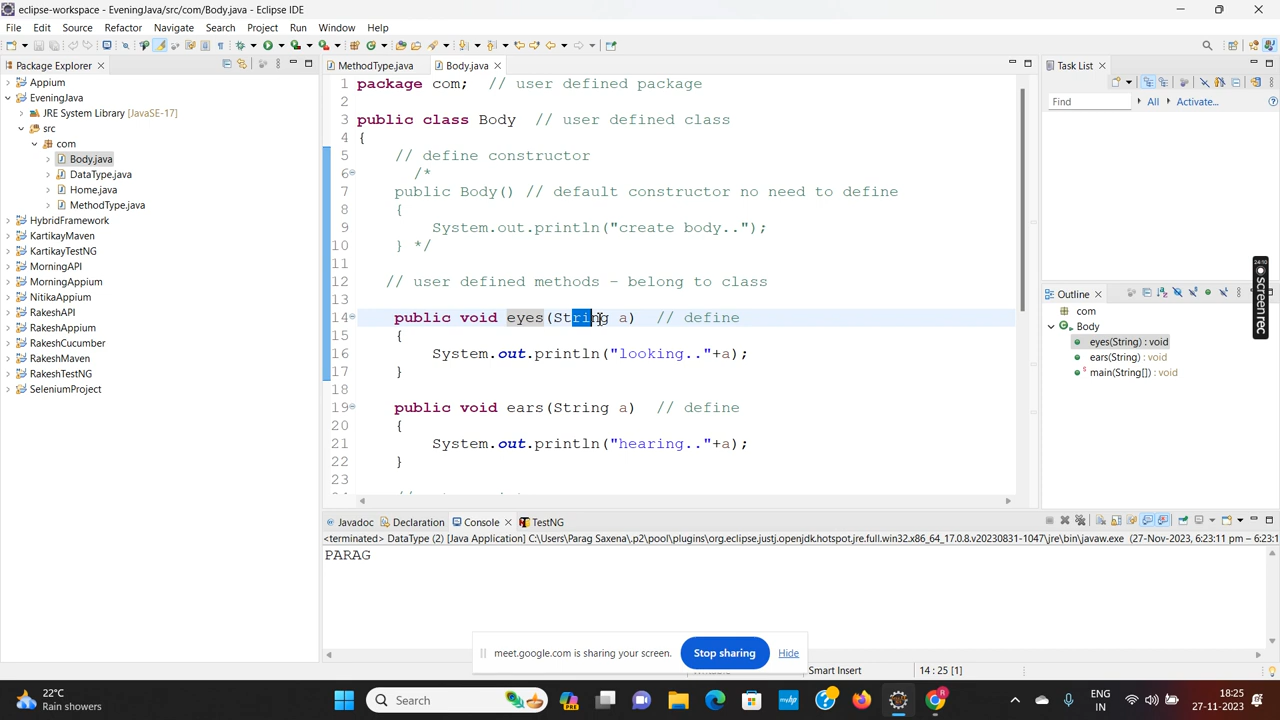 eclipse-workspace - EveningJava/src/com/Body.java - Eclipse IDE
File Edit Source Refactor Navigate Search Project Run Window Help
Package Explorer
Appium
EveningJava
JRE System Library [JavaSE-17]
src
com
Body.java
DataType.java
Home.java
MethodType.java
HybridFramework
KartikayMaven
KartikayTestNG
MorningAPI
MorningAppium
NitikaAppium
RakeshAPI
RakeshAppium
RakeshCucumber
RakeshMaven
RakeshTestNG
SeleniumProject
MethodType.java Body.java
1 package com; // user defined package
2
3 public class Body // user defined class
4 {
5 // define constructor
6 /*
7 public Body() // default constructor no need to define
8 {
9 System.out.println("create body..");
10 } */
11
12 // user defined methods - belong to class
13
14 public void eyes(String a) // define
15 {
16 System.out.println("looking.."+a);
17 }
18
19 public void ears(String a) // define
20 {
21 System.out.println("hearing.."+a);
22 }
23
Task List
Find All Activate...
Outline
com
Body
eyes(String) : void
ears(String) : void
main(String[]) : void
24:10
screen rec
Javadoc Declaration Console TestNG
<terminated> DataType (2) [Java Application] C:\Users\Parag Saxena\.p2\pool\plugins\org.eclipse.justj.openjdk.hotspot.jre.full.win32.x86_64_17.0.8.v20230831-1047\jre\bin\javaw.exe (27-Nov-2023, 6:23:11 pm – 6:23:1
PARAG
meet.google.com is sharing your screen. Stop sharing Hide
Smart Insert 14 : 25 [1]
22°C
Rain showers
Search
ENG
IN
18:25
27-11-2023